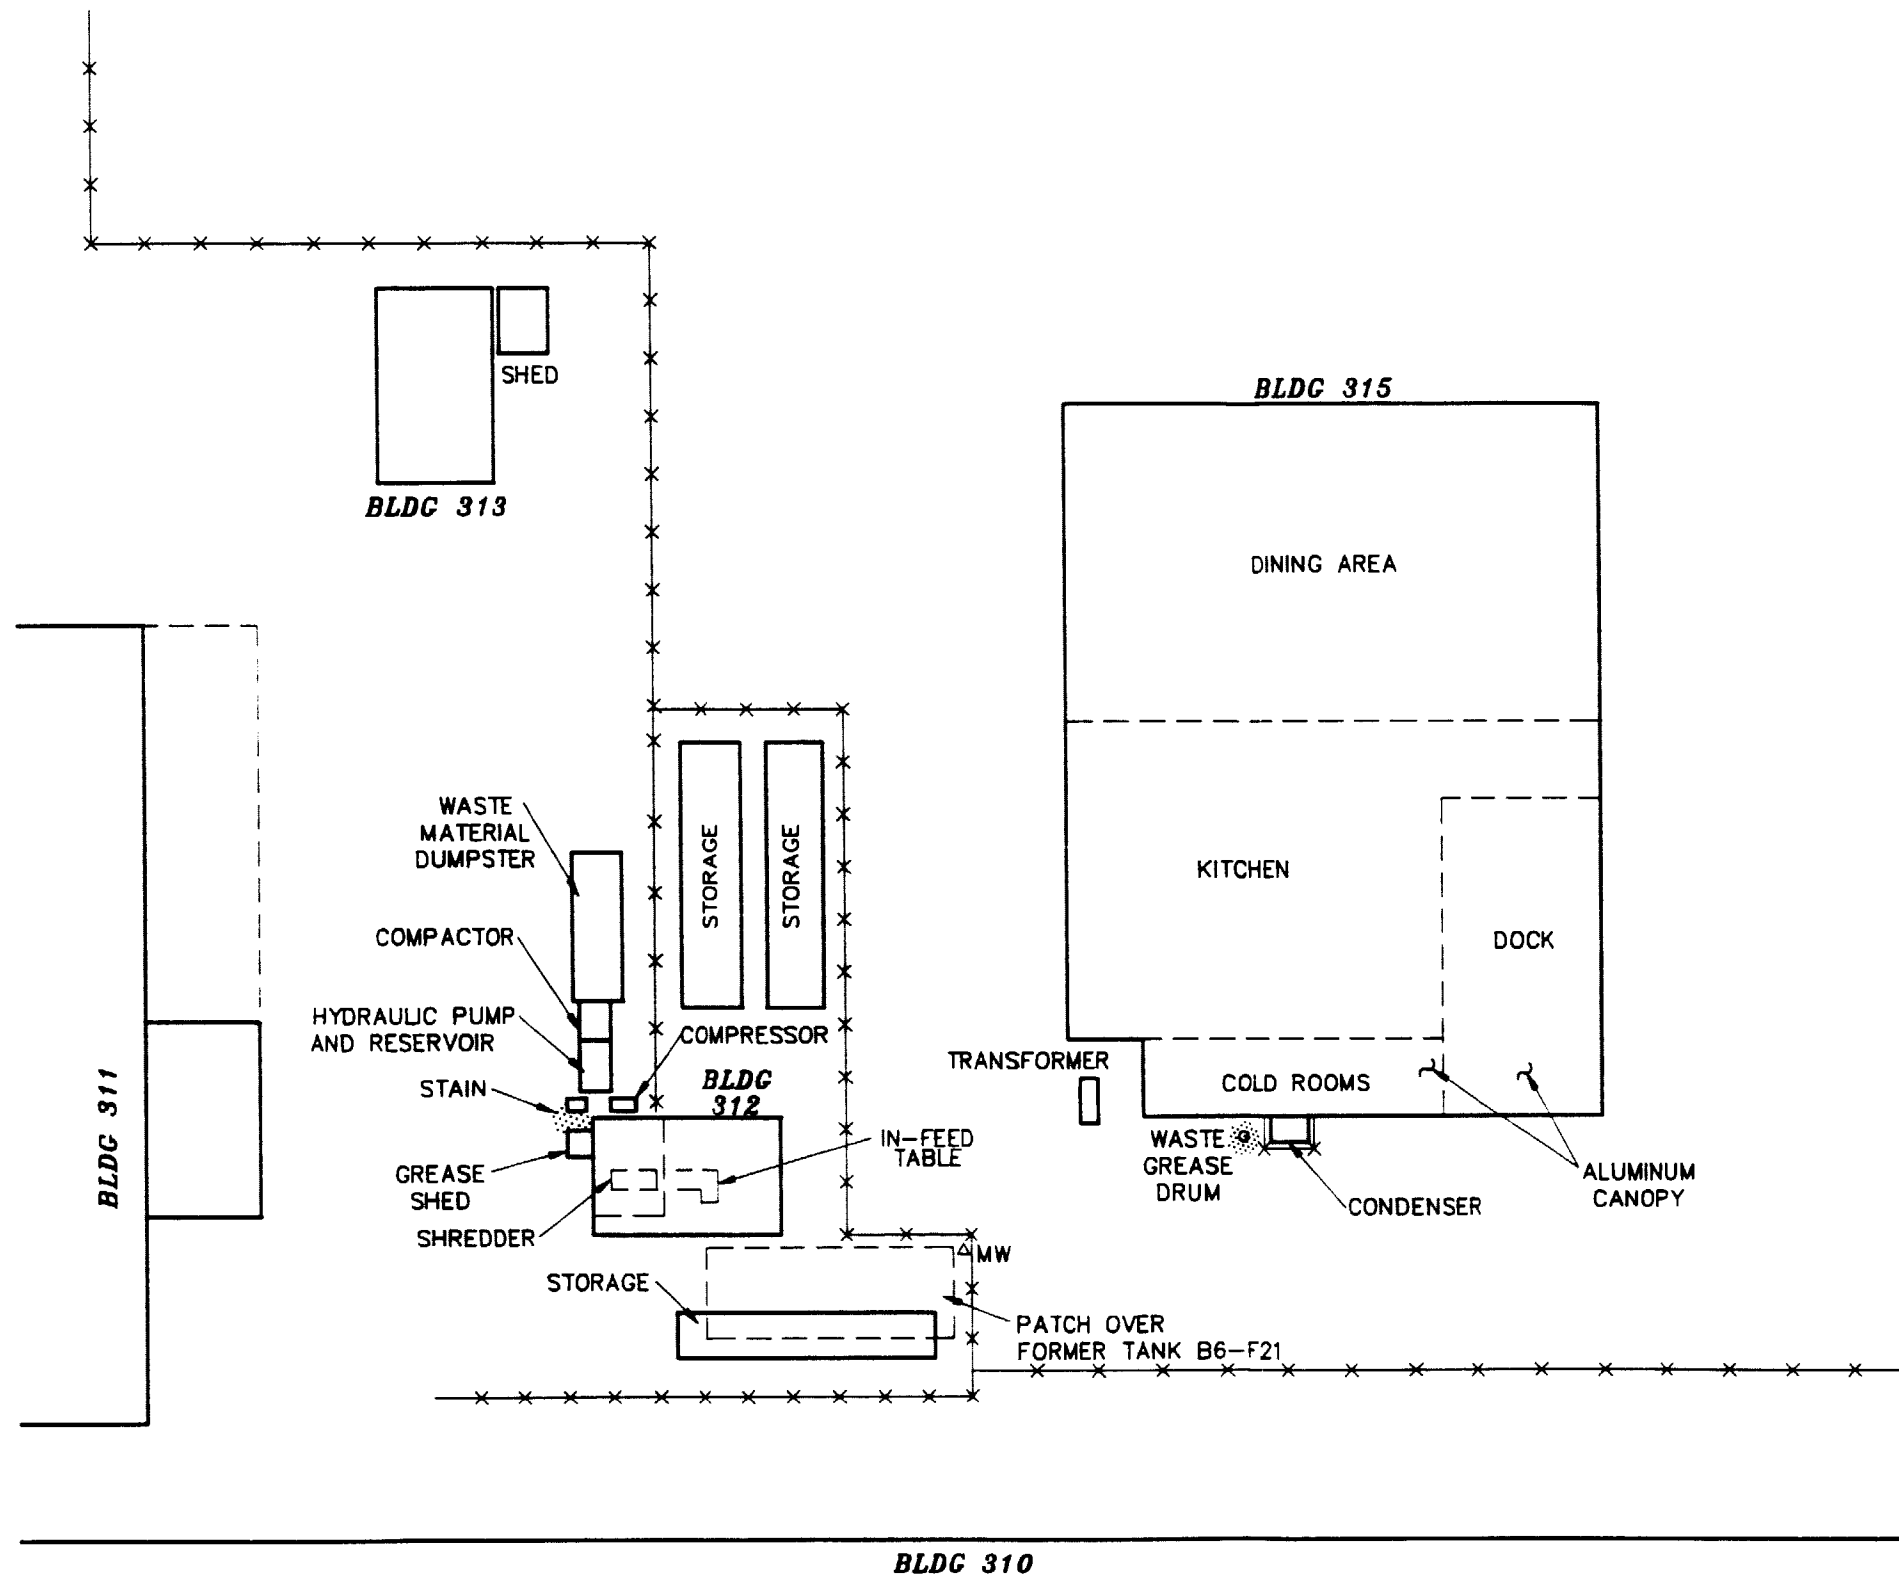 SHED
BLDG 315
BLDG 313
DINING AREA
WASTE
MATERIAL
DUMPSTER
STORAGE
STORAGE
KITCHEN
COMPACTOR
DOCK
HYDRAULIC PUMP
AND RESERVOIR
COMPRESSOR
TRANSFORMER
STAIN
BLDG
312
COLD ROOMS
BLDG 311
IN-FEED
TABLE
WASTE
GREASE
DRUM
GREASE
SHED
ALUMINUM
CANOPY
CONDENSER
SHREDDER
MW
STORAGE
PATCH OVER
FORMER TANK B6-F21
BLDG 310